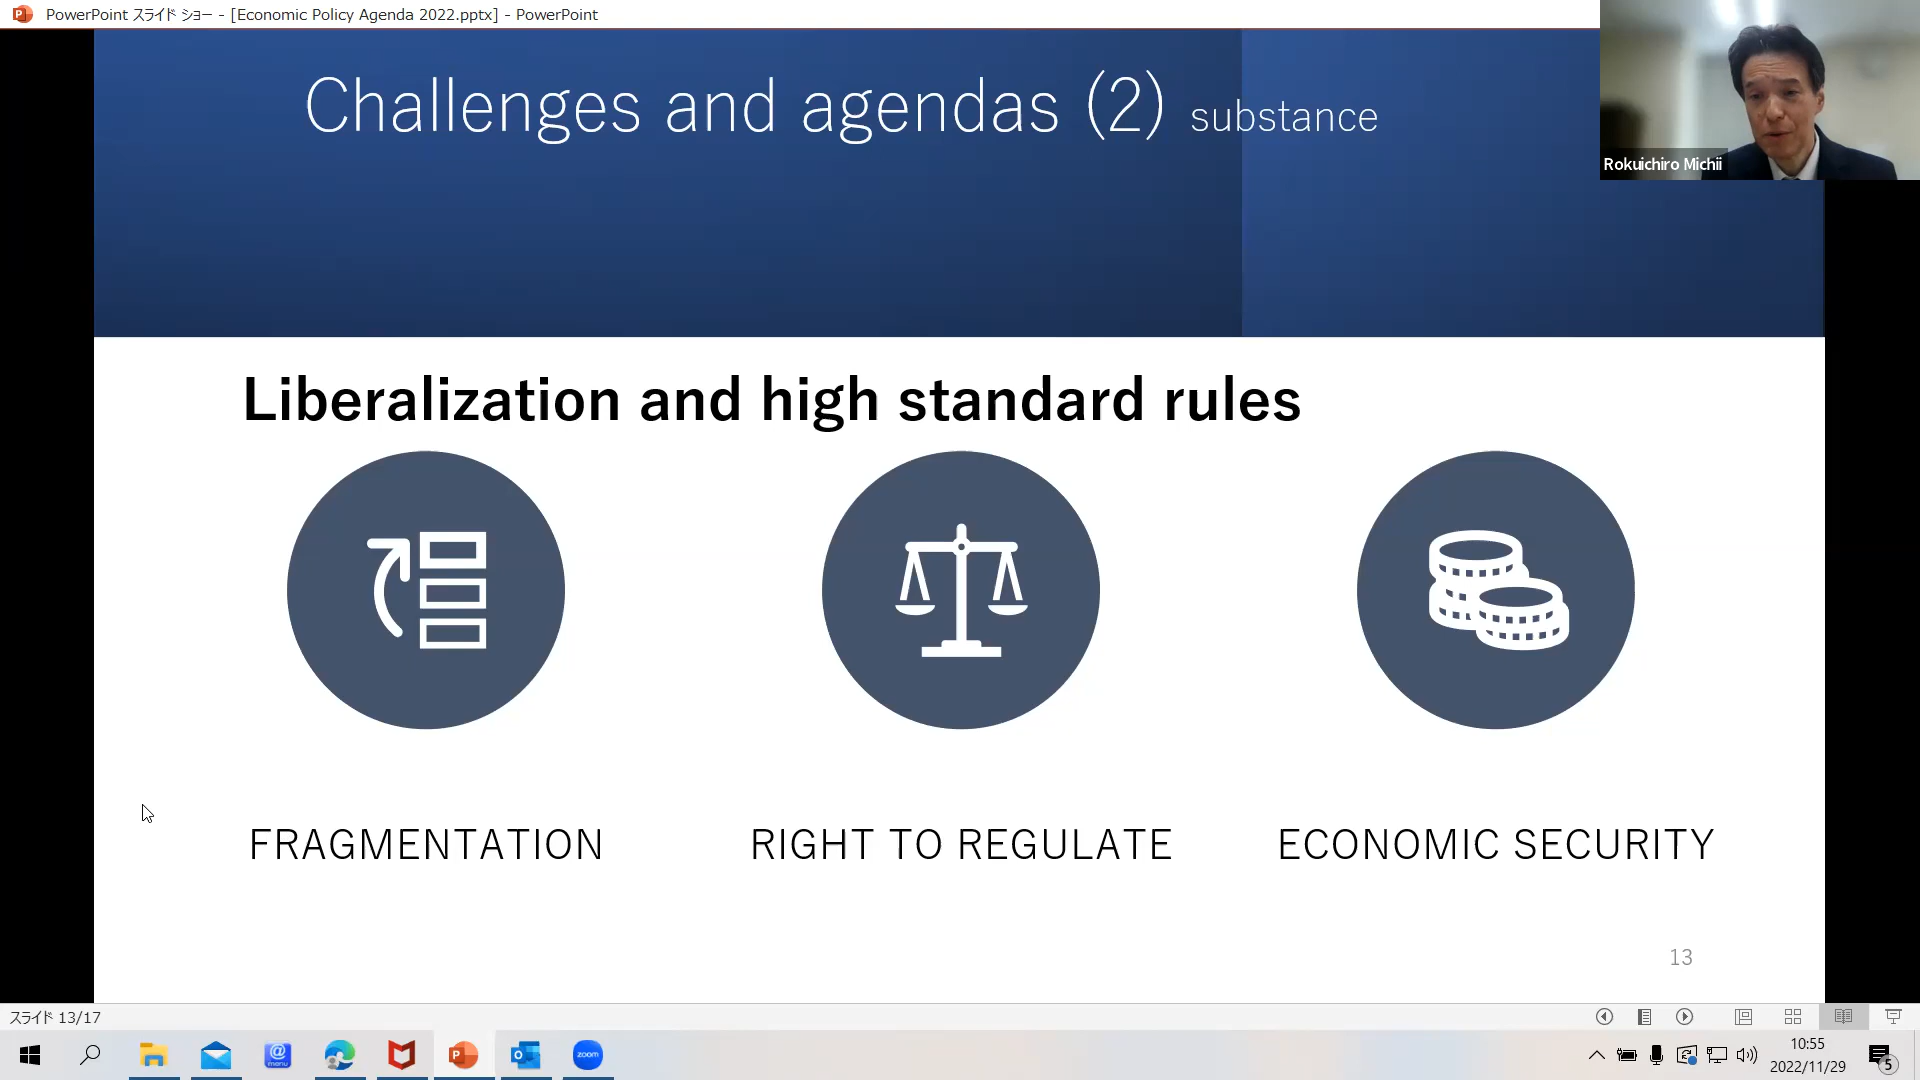 PowerPoint スライド ショー - [Economic Policy Agenda 2022.pptx] - PowerPoint
Challenges and agendas (2) substance
Rokuichiro Michii
Liberalization and high standard rules
FRAGMENTATION
RIGHT TO REGULATE
ECONOMIC SECURITY
13
スライド 13/17
zoom
10:55
2022/11/29
5